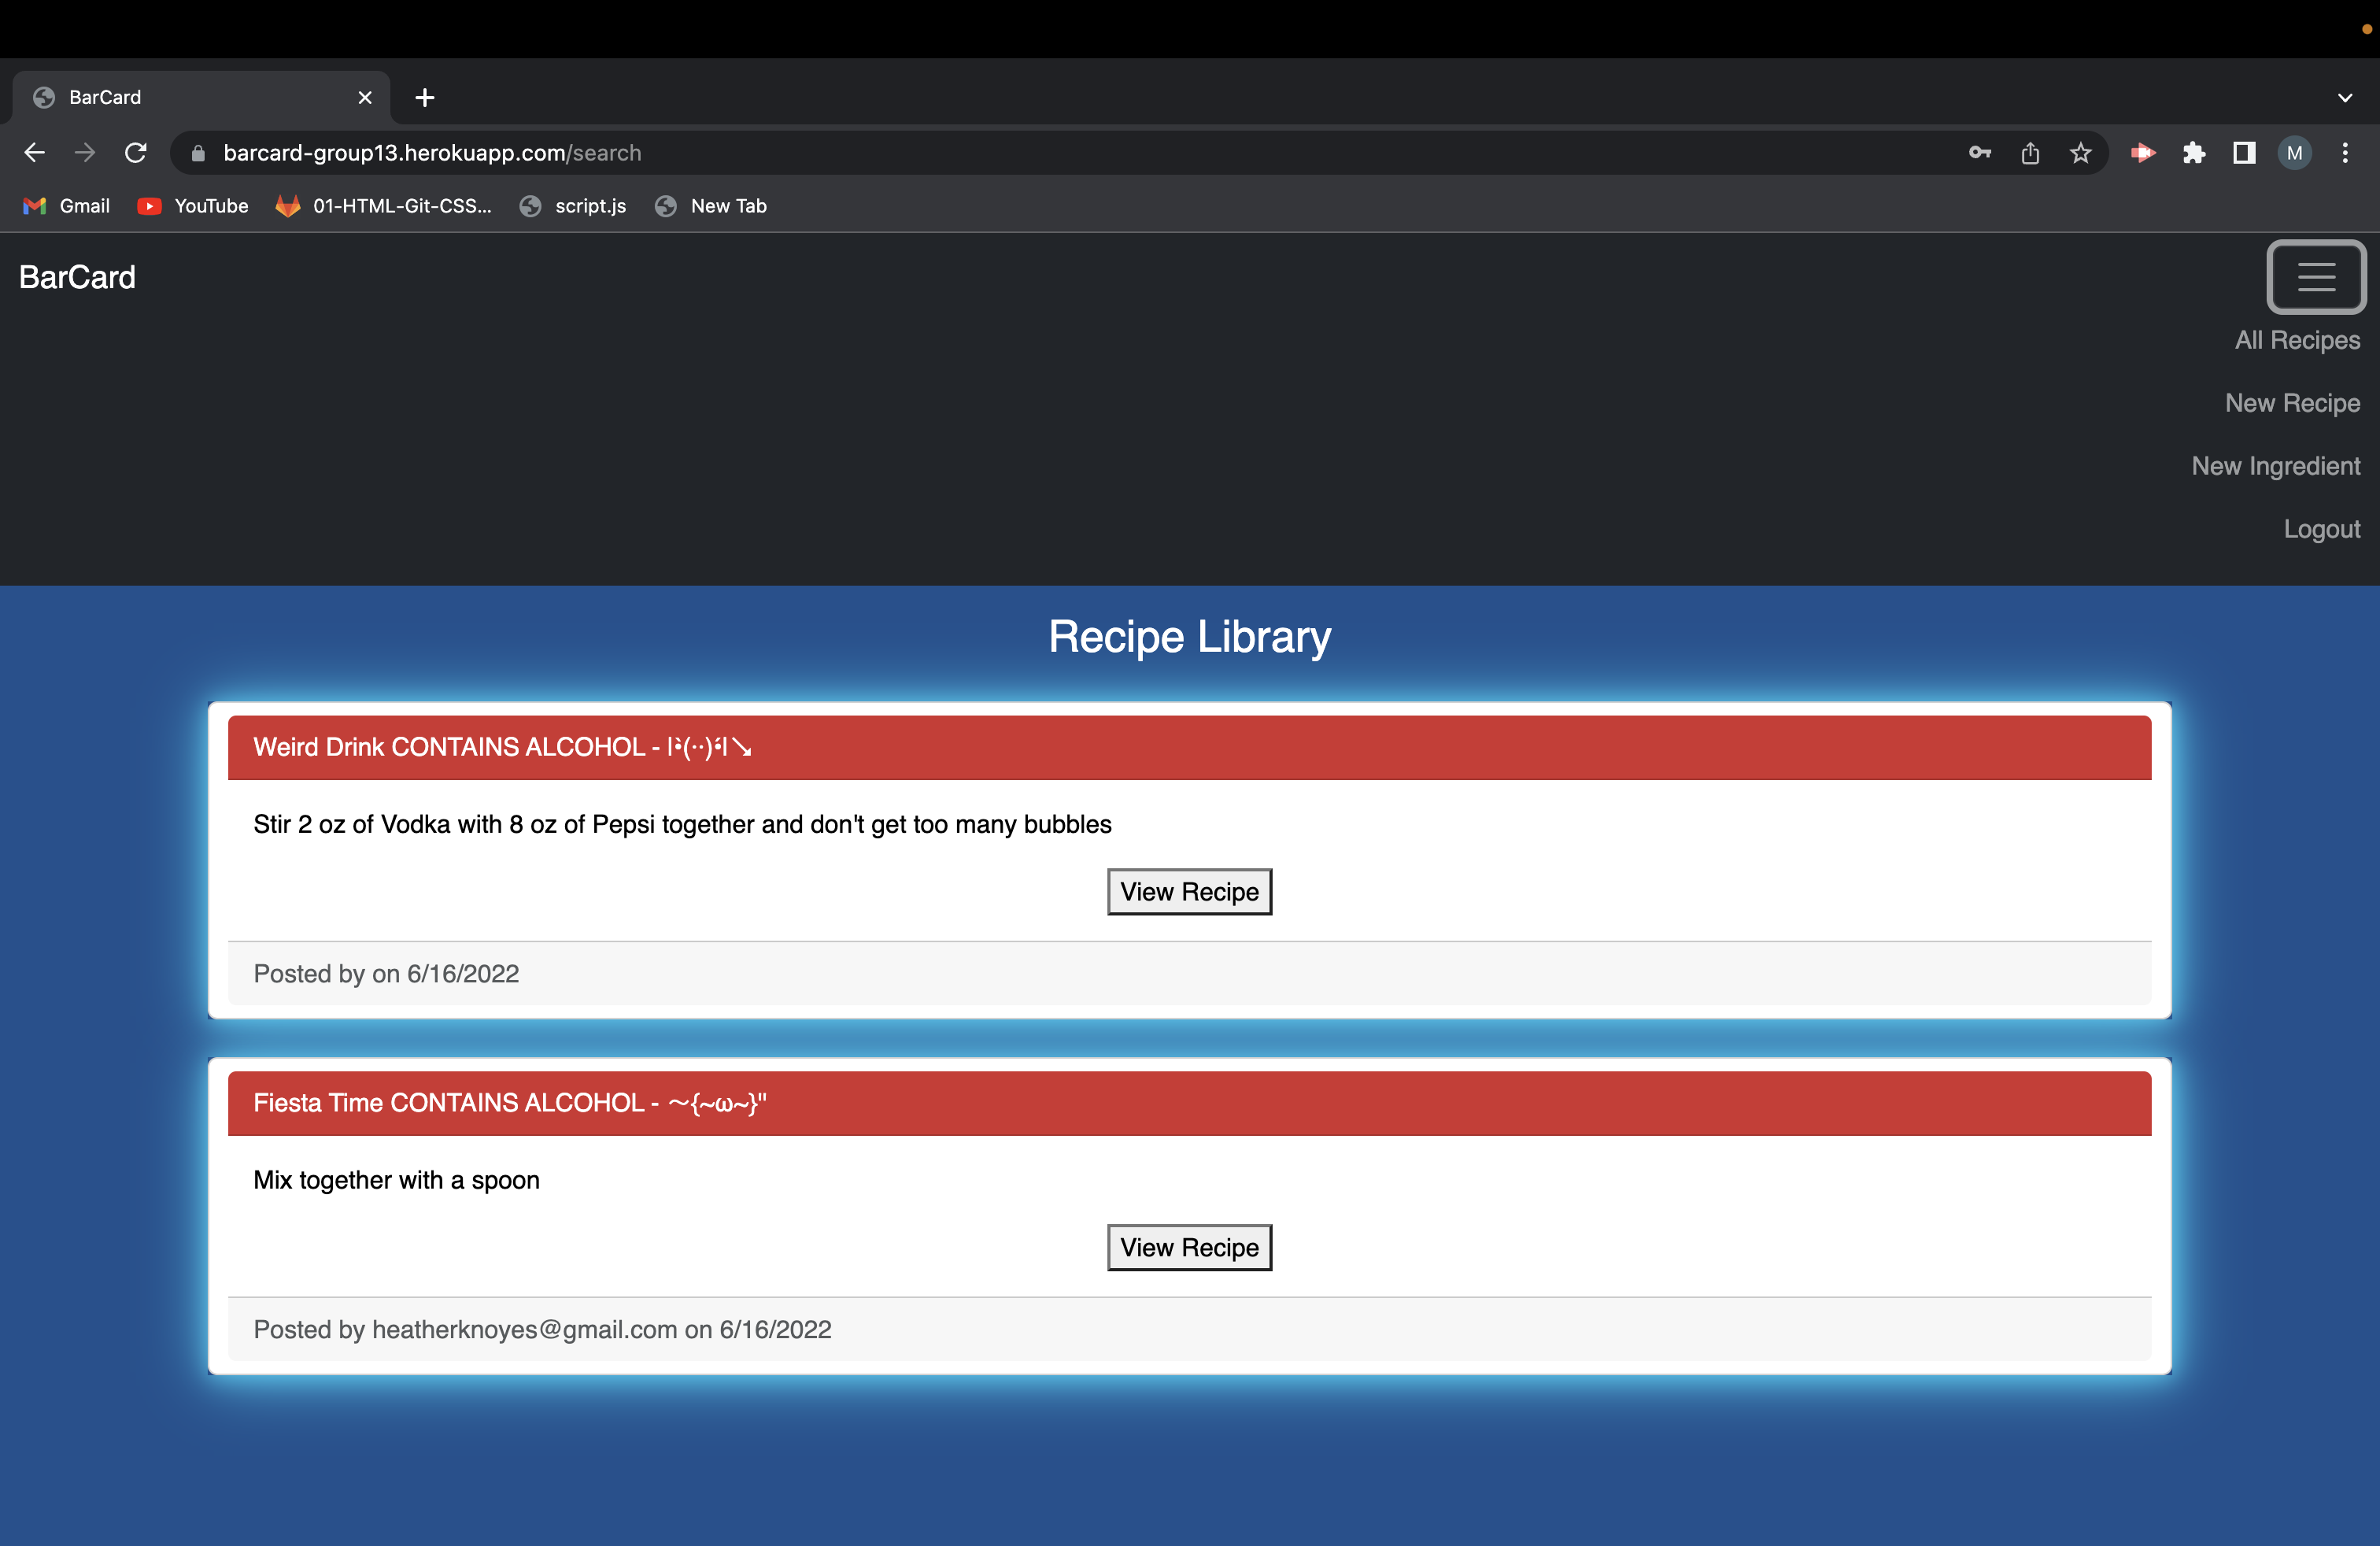 BarCard
barcard-group13.herokuapp.com/search
M
Gmail YouTube 01-HTML-Git-CSS... script.js New Tab
BarCard
All Recipes
New Recipe
New Ingredient
Logout
Recipe Library
Weird Drink CONTAINS ALCOHOL -
Stir 2 oz of Vodka with 8 oz of Pepsi together and don't get too many bubbles
View Recipe
Posted by on 6/16/2022
Fiesta Time CONTAINS ALCOHOL - ～{~ω~}"
Mix together with a spoon
View Recipe
Posted by heatherknoyes@gmail.com on 6/16/2022